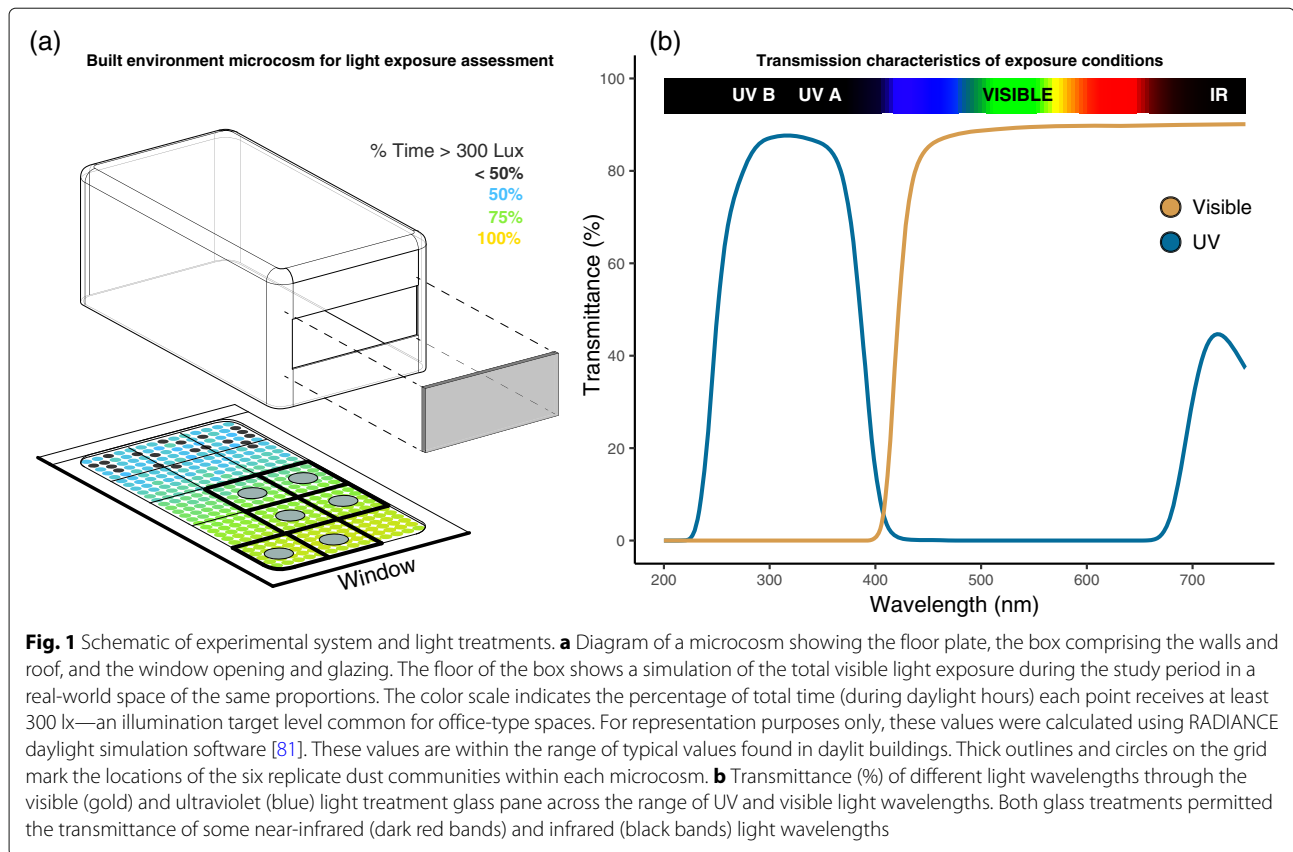 (a)
Built environment microcosm for light exposure assessment
% Time > 300 Lux
< 50%
50%
75%
100%
Window
(b)
Transmission characteristics of exposure conditions
UV B
UV A
VISIBLE
IR
Visible
UV
Transmittance (%)
100
80
60
40
20
0
200
300
400
500
600
700
Wavelength (nm)
Fig. 1 Schematic of experimental system and light treatments. a Diagram of a microcosm showing the floor plate, the box comprising the walls and
roof, and the window opening and glazing. The floor of the box shows a simulation of the total visible light exposure during the study period in a
real-world space of the same proportions. The color scale indicates the percentage of total time (during daylight hours) each point receives at least
300 lx—an illumination target level common for office-type spaces. For representation purposes only, these values were calculated using RADIANCE
daylight simulation software [81]. These values are within the range of typical values found in daylit buildings. Thick outlines and circles on the grid
mark the locations of the six replicate dust communities within each microcosm. b Transmittance (%) of different light wavelengths through the
visible (gold) and ultraviolet (blue) light treatment glass pane across the range of UV and visible light wavelengths. Both glass treatments permitted
the transmittance of some near-infrared (dark red bands) and infrared (black bands) light wavelengths